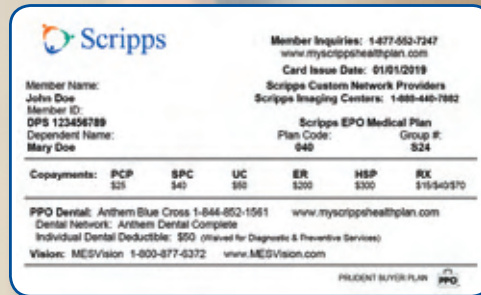 Scripps
Member Inquiries: 1-877-552-7247
www.myscrippshealthplan.com
Card Issue Date: 01/01/2019
Member Name:
Scripps Custom Network Providers
John Doe
Scripps Imaging Centers: 1-888-440-7882
Member ID:
DPS 123456789
Scripps EPO Medical Plan
Dependent Name:
Plan Code: Group #:
Mary Doe
040 S24
Copayments: PCP SPC UC ER HSP RX
$25 $40 $50 $200 $300 $15/$40/$70
PPO Dental: Anthem Blue Cross 1-844-852-1561 www.myscrippshealthplan.com
Dental Network: Anthem Dental Complete
Individual Dental Deductible: $50 (Waived for Diagnostic & Preventive Services)
Vision: MESVision 1-800-877-6372 www.MESVision.com
PRUDENT BUYER PLAN PPO